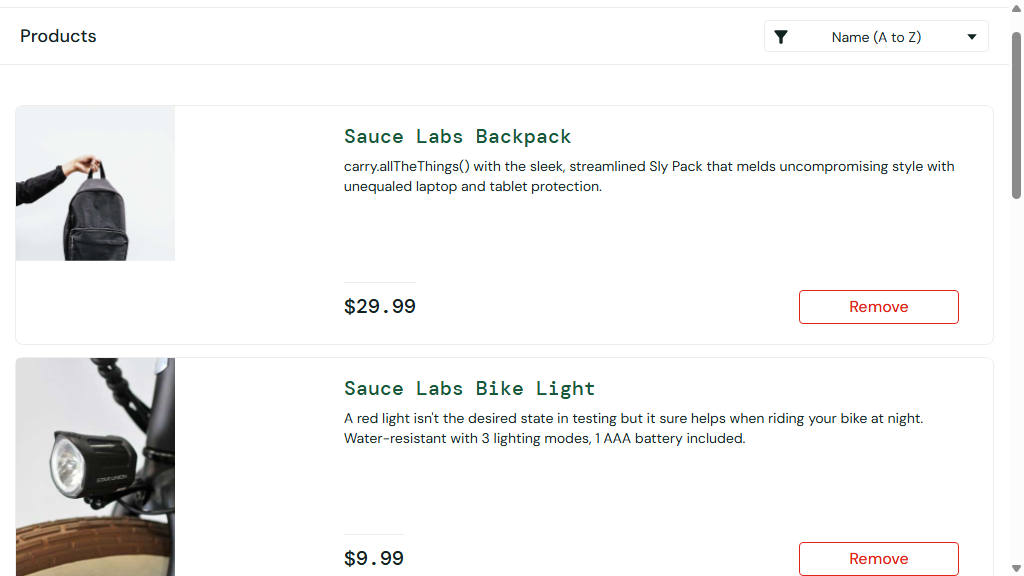 Products
Name (A to Z)
Sauce Labs Backpack
carry.allTheThings() with the sleek, streamlined Sly Pack that melds uncompromising style with
unequaled laptop and tablet protection.
$29.99
Remove
Sauce Labs Bike Light
A red light isn't the desired state in testing but it sure helps when riding your bike at night.
Water-resistant with 3 lighting modes, 1 AAA battery included.
$9.99
Remove